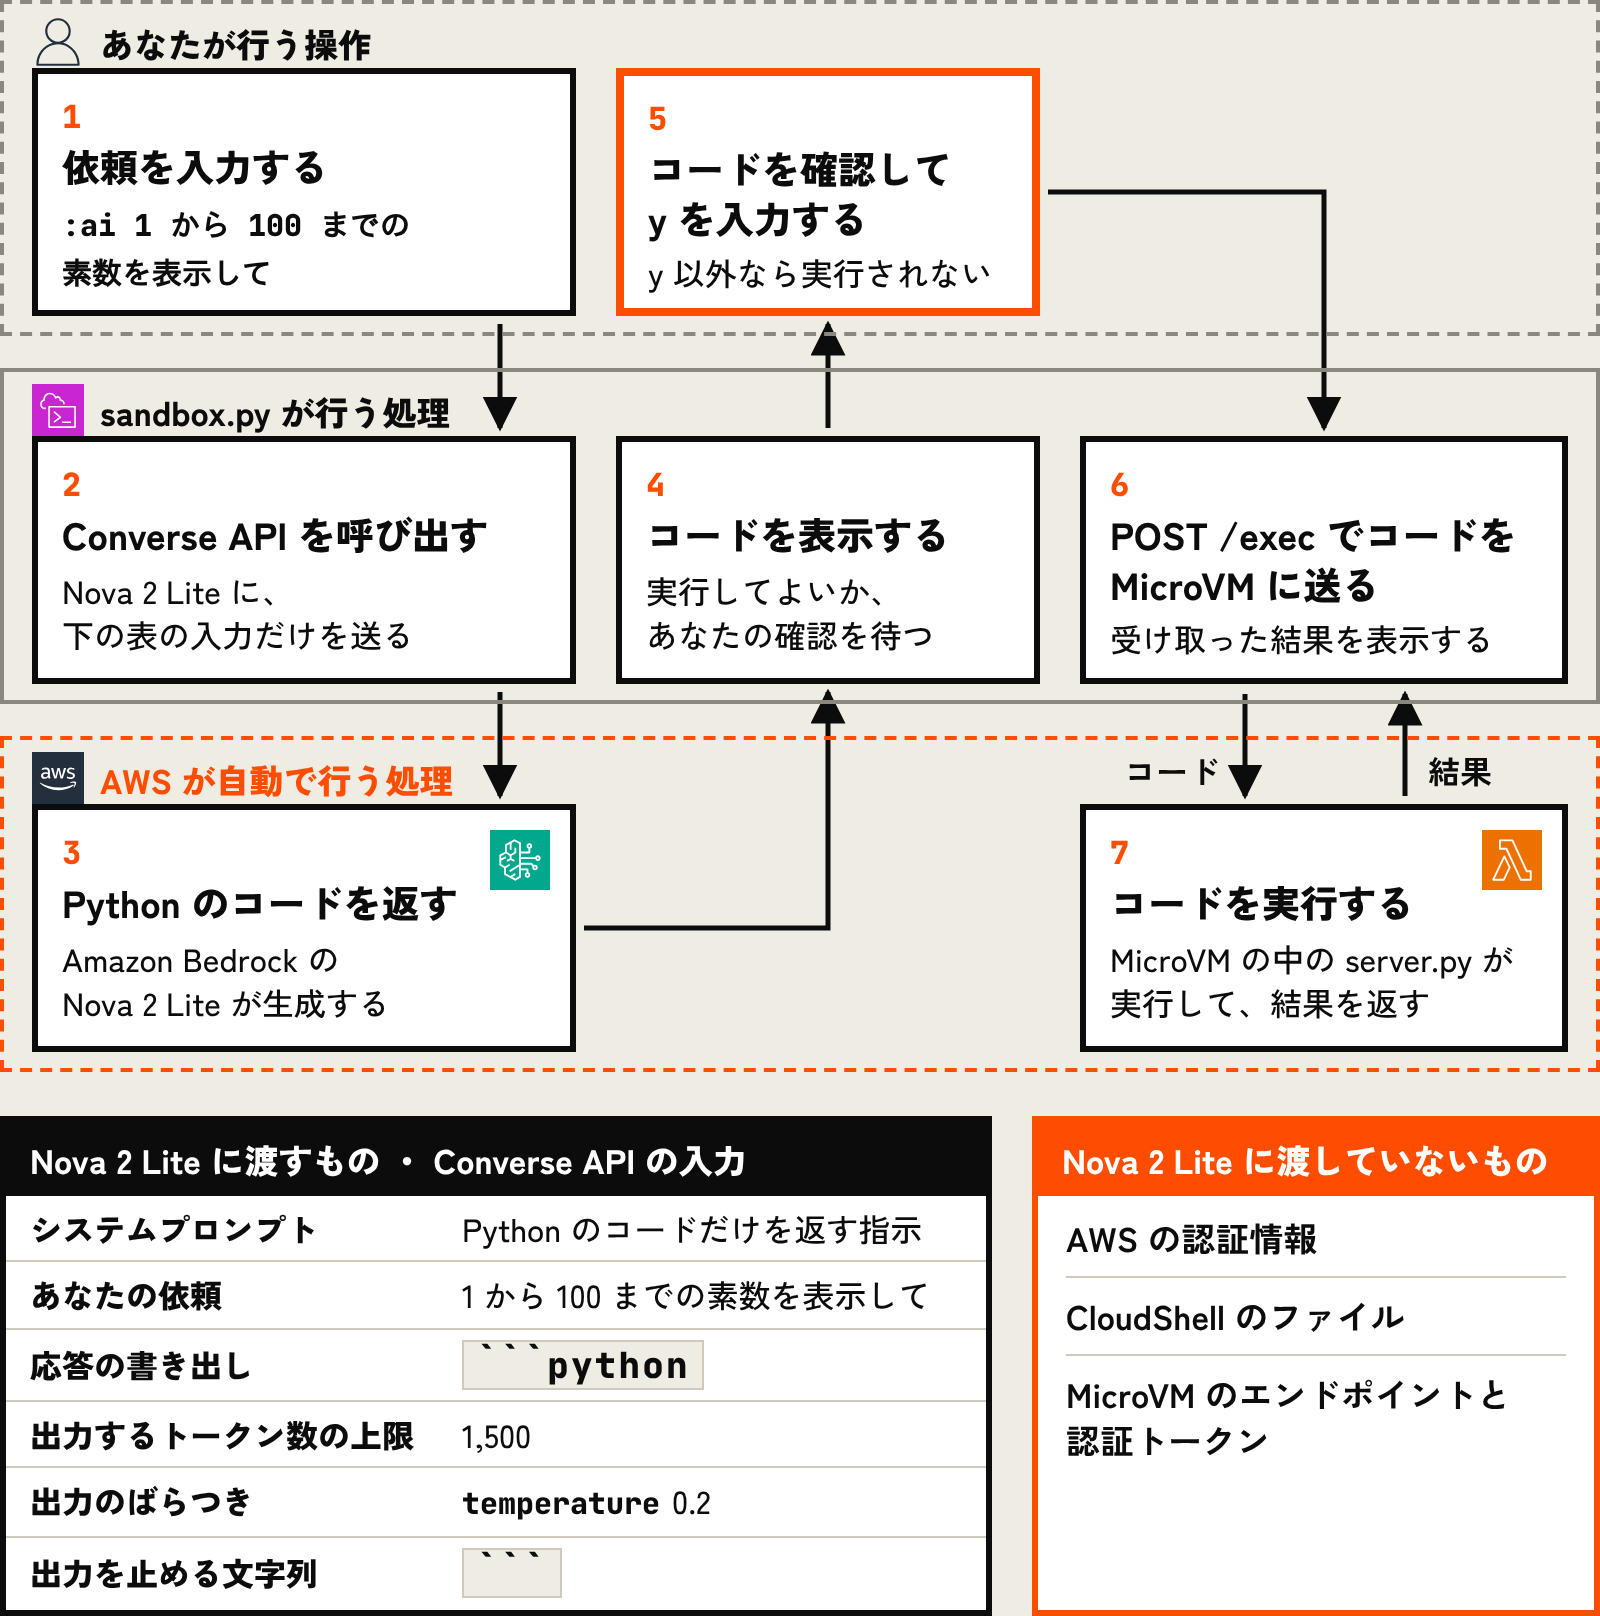 あなたが行う操作
1
依頼を入力する
:ai 1 から 100 までの
素数を表示して
5
コードを確認して
y を入力する
y 以外なら実行されない
sandbox.py が行う処理
2
Converse API を呼び出す
Nova 2 Lite に、
下の表の入力だけを送る
4
コードを表示する
実行してよいか、
あなたの確認を待つ
6
POST /exec でコードを
MicroVM に送る
受け取った結果を表示する
コード
結果
aws
AWS が自動で行う処理
3
Python のコードを返す
Amazon Bedrock の
Nova 2 Lite が生成する
7
コードを実行する
MicroVM の中の server.py が
実行して、結果を返す
Nova 2 Lite に渡すもの ・ Converse API の入力
システムプロンプト Python のコードだけを返す指示
あなたの依頼 1 から 100 までの素数を表示して
応答の書き出し ```python
出力するトークン数の上限 1,500
出力のばらつき temperature 0.2
出力を止める文字列 ```
Nova 2 Lite に渡していないもの
AWS の認証情報
CloudShell のファイル
MicroVM のエンドポイントと
認証トークン